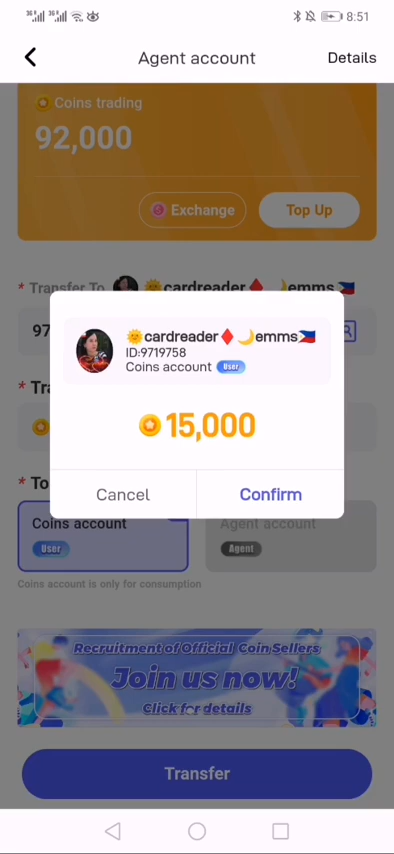 3G 3G 8:51
Agent account Details
Coins trading
92,000
Exchange Top Up
* Transfer To 🌞cardreader♦️🌙emms🇵🇭
97
🌞cardreader♦️🌙emms🇵🇭
ID:9719758
Coins account User
15,000
* Tra
Cancel Confirm
* To
Coins account Agent account
User Agent
Coins account is only for consumption
Recruitment of Official Coin Sellers
Join us now!
Click for details
Transfer